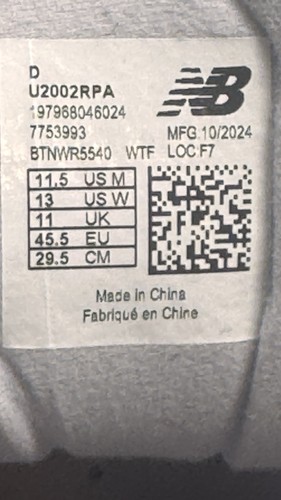 D
U2002RPA
197968046024
NB
7753993 MFG.10/2024
BTNWR5540 WTF LOC:F7
11.5 US M
13 US W
11 UK
45.5 EU
29.5 CM
Made in China
Fabriqué en Chine